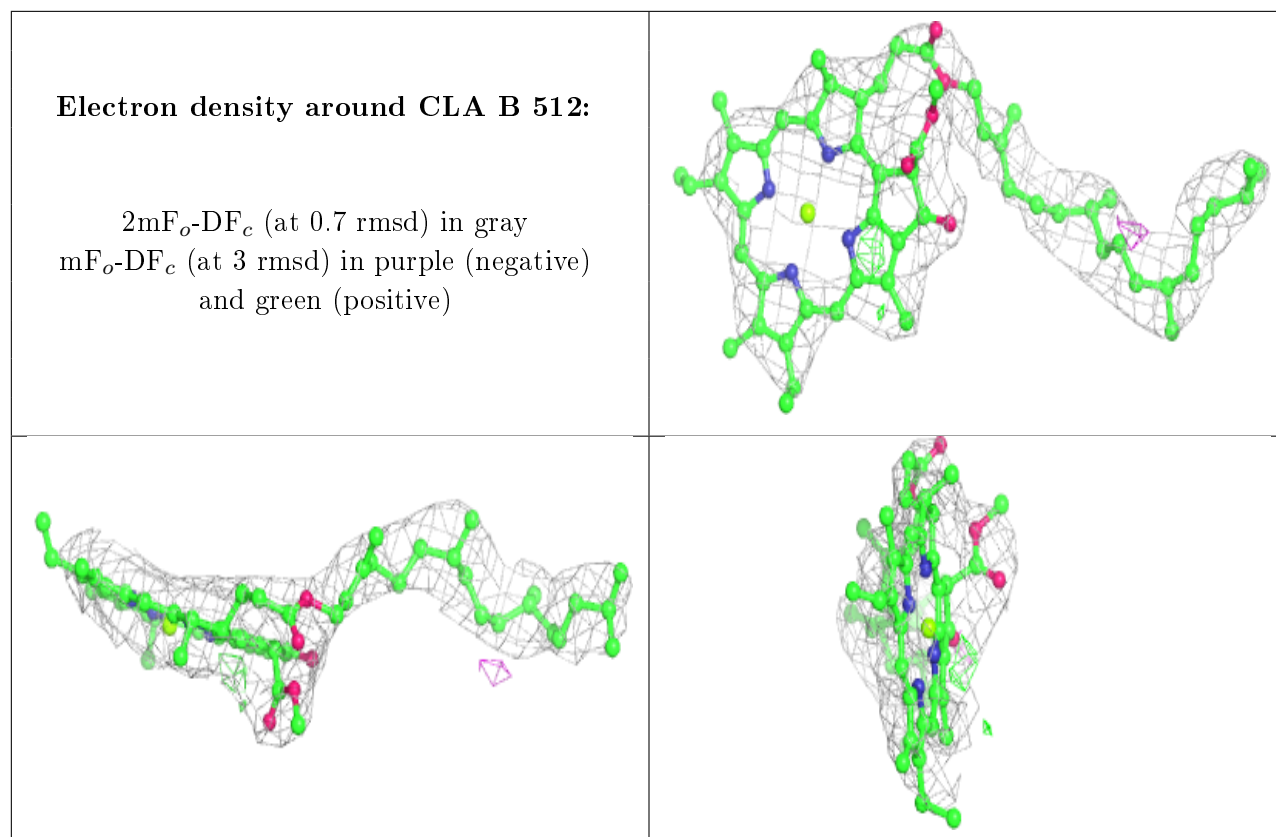 Electron density around CLA B 512:
2mFo-DFc (at 0.7 rmsd) in gray
mFo-DFc (at 3 rmsd) in purple (negative)
and green (positive)